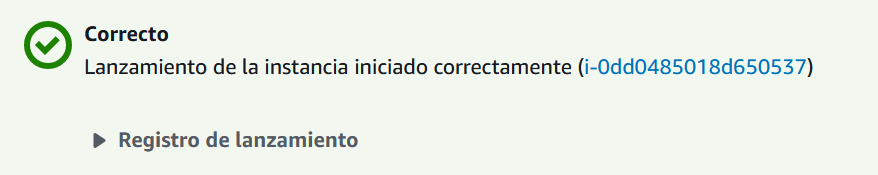 Correcto
Lanzamiento de la instancia iniciado correctamente (i-0dd0485018d650537)
Registro de lanzamiento